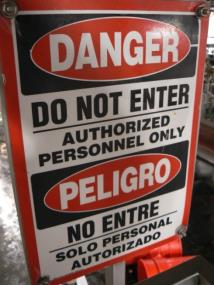 DANGER
DO NOT ENTER
AUTHORIZED
PERSONNEL ONLY
PELIGRO
NO ENTRE
SOLO PERSONAL
AUTORIZADO